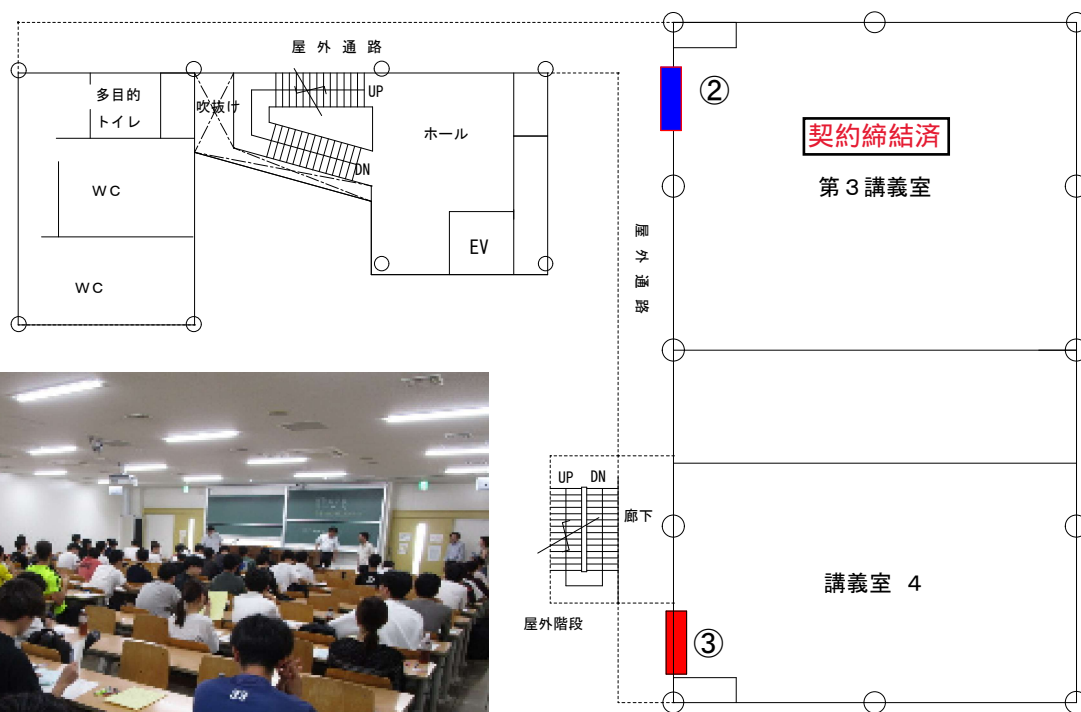 屋外通路
②
多目的
トイレ
吹抜け
UP
ホール
契約締結済
第3講義室
DN
WC
EV
屋外通路
WC
UP DN
廊下
講義室 4
屋外階段
③